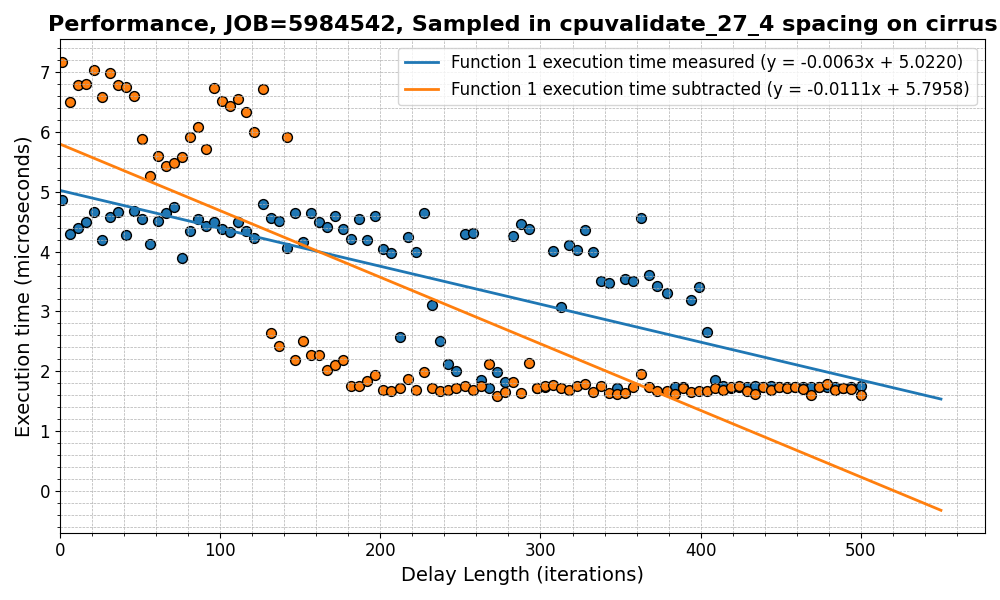 Performance, JOB=5984542, Sampled in cpuvalidate_27_4 spacing on cirrus
Function 1 execution time measured (y = -0.0063x + 5.0220)
Function 1 execution time subtracted (y = -0.0111x + 5.7958)
Execution time (microseconds)
7
6
5
4
3
2
1
0
0 100 200 300 400 500
Delay Length (iterations)